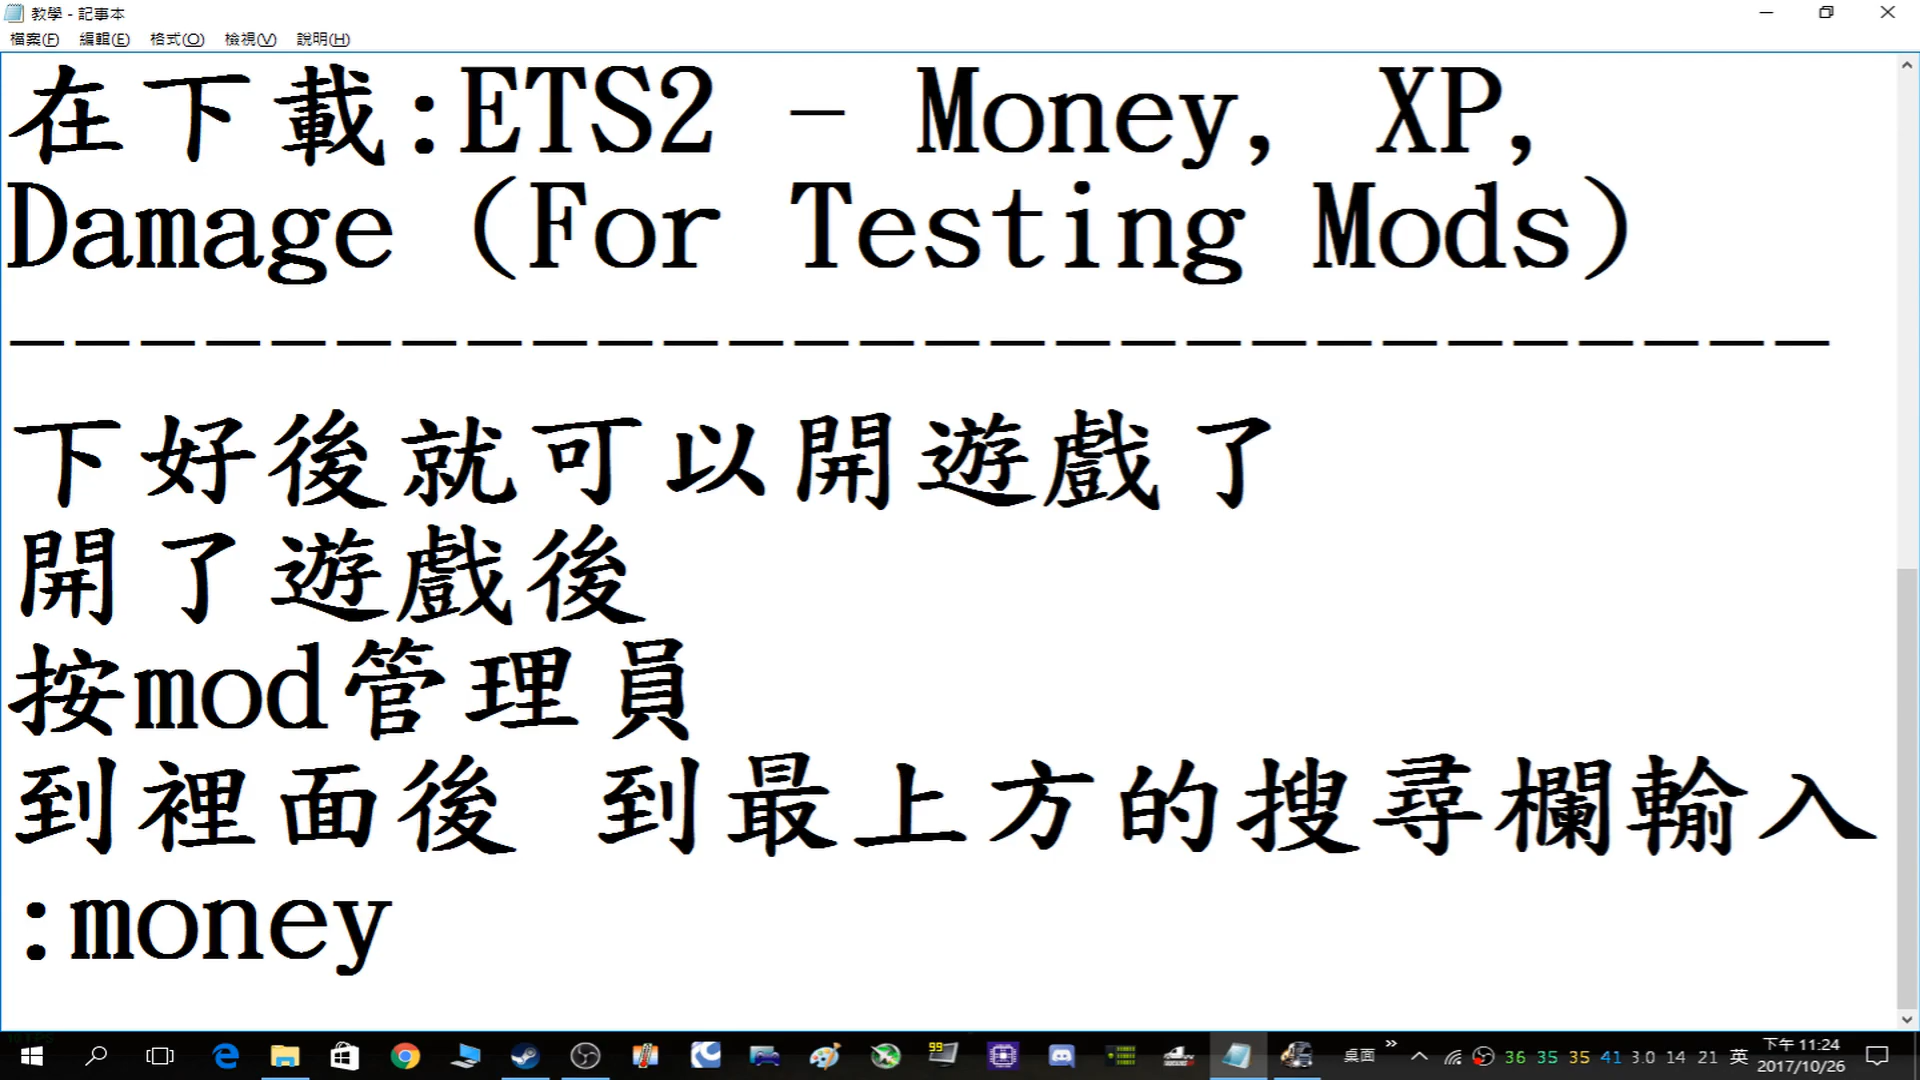 教學 - 記事本
檔案(F) 編輯(E) 格式(O) 檢視(V) 說明(H)
在下載:ETS2 - Money, XP,
Damage (For Testing Mods)
----------------------------
下好後就可以開遊戲了
開了遊戲後
按mod管理員
到裡面後 到最上方的搜尋欄輸入
:money
99
桌面 36 35 35 41 3.0 14 21 英 下午 11:24
2017/10/26